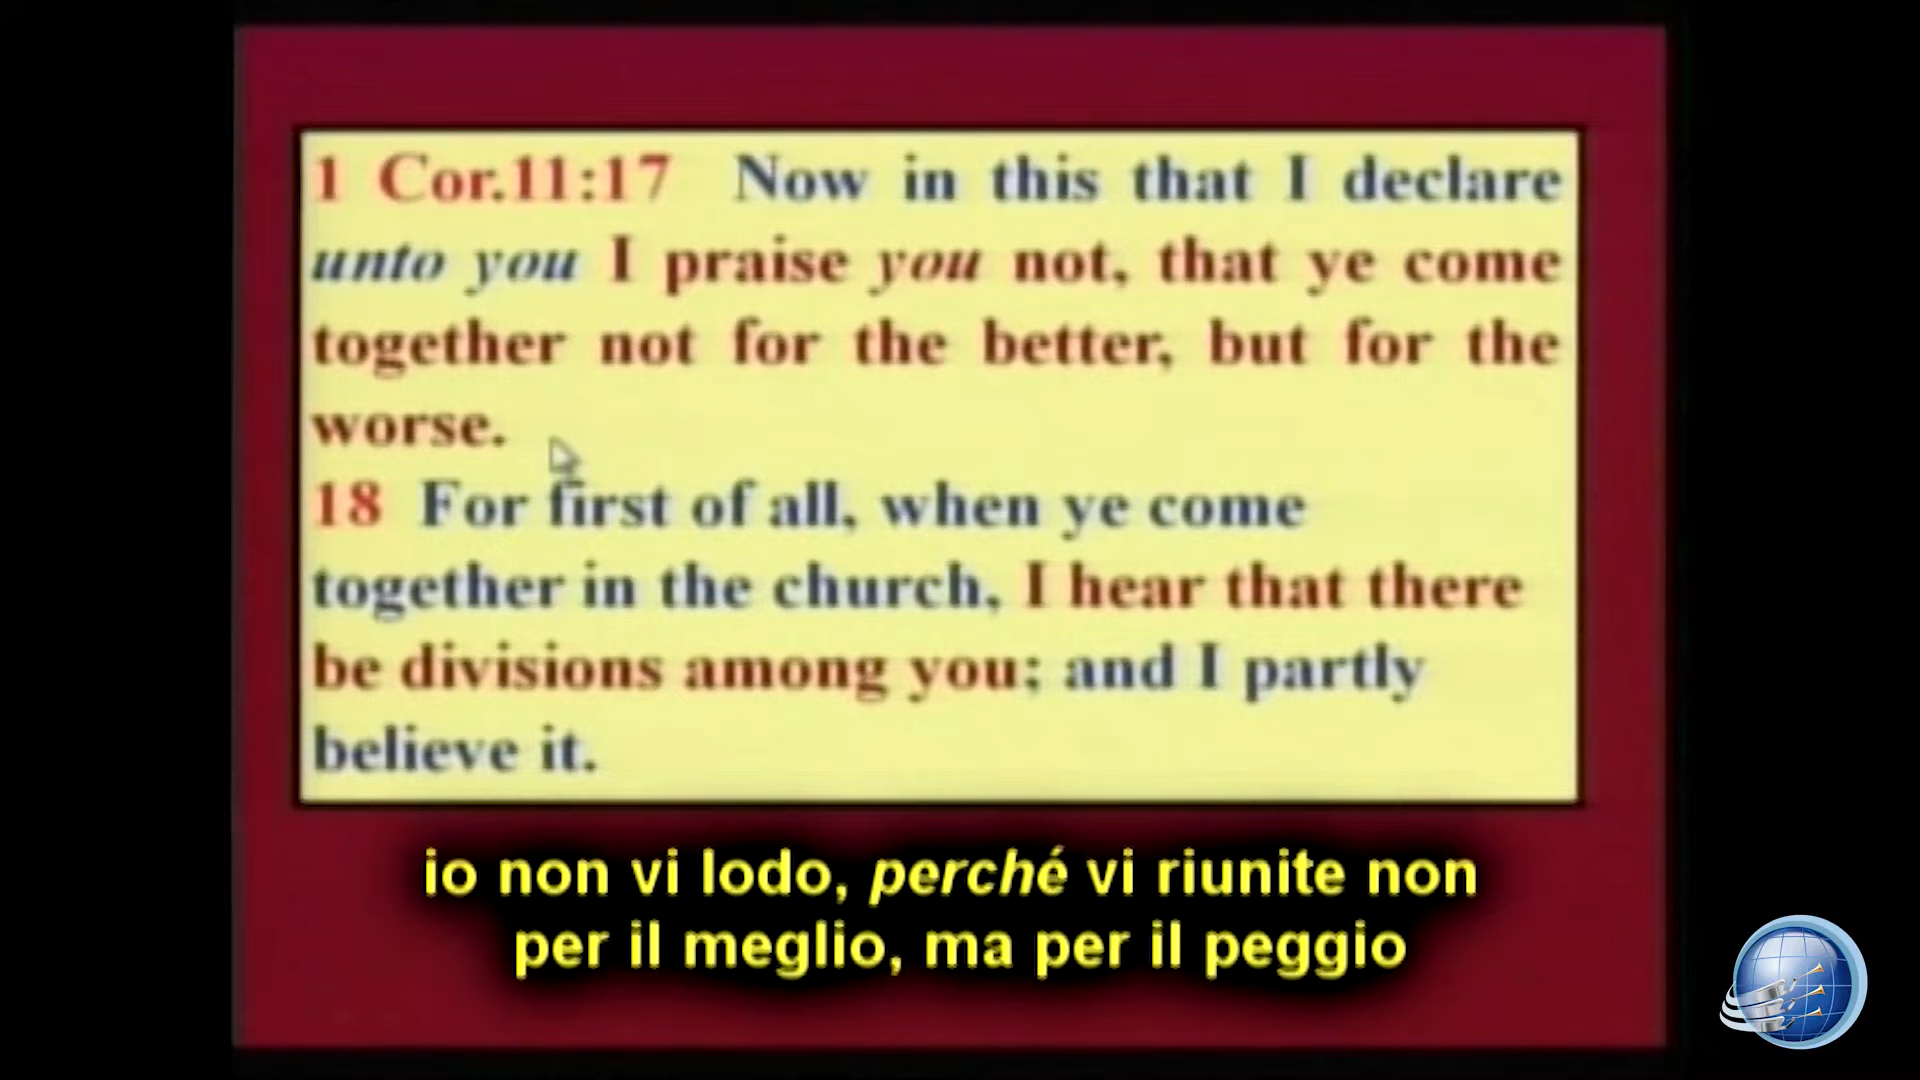 1 Cor.11:17 Now in this that I declare
unto you I praise you not, that ye come
together not for the better, but for the
worse.
18 For first of all, when ye come
together in the church, I hear that there
be divisions among you; and I partly
believe it.
io non vi lodo, perché vi riunite non
per il meglio, ma per il peggio